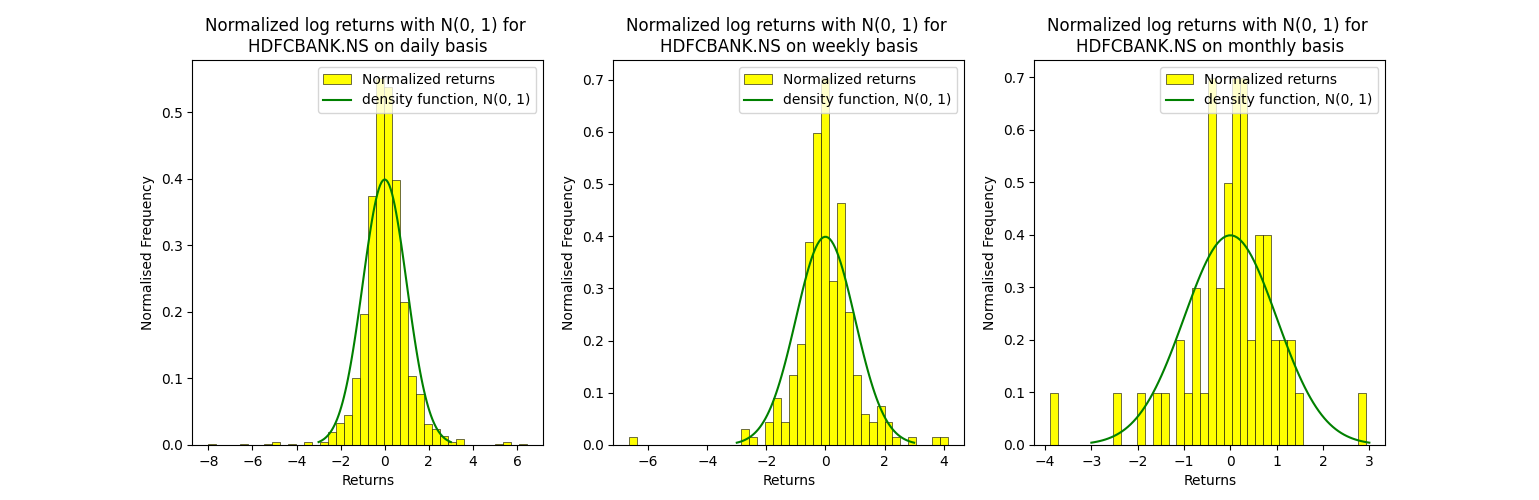 Normalized log returns with N(0, 1) for
HDFCBANK.NS on daily basis
Normalized returns
density function, N(0, 1)
Normalised Frequency
0.5
0.4
0.3
0.2
0.1
0.0
−8 −6 −4 −2 0 2 4 6
Returns
Normalized log returns with N(0, 1) for
HDFCBANK.NS on weekly basis
Normalized returns
density function, N(0, 1)
Normalised Frequency
0.7
0.6
0.5
0.4
0.3
0.2
0.1
0.0
−6 −4 −2 0 2 4
Returns
Normalized log returns with N(0, 1) for
HDFCBANK.NS on monthly basis
Normalized returns
density function, N(0, 1)
Normalised Frequency
0.7
0.6
0.5
0.4
0.3
0.2
0.1
0.0
−4 −3 −2 −1 0 1 2 3
Returns